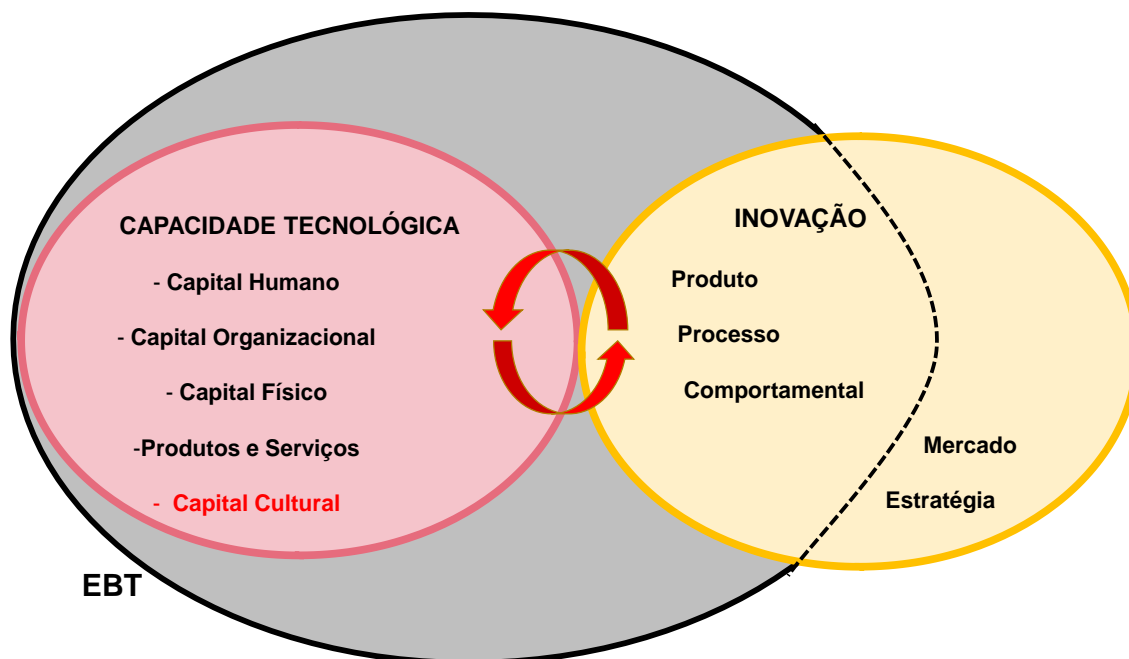 CAPACIDADE TECNOLÓGICA
- Capital Humano
- Capital Organizacional
- Capital Físico
-Produtos e Serviços
- Capital Cultural
INOVAÇÃO
Produto
Processo
Comportamental
Mercado
Estratégia
EBT